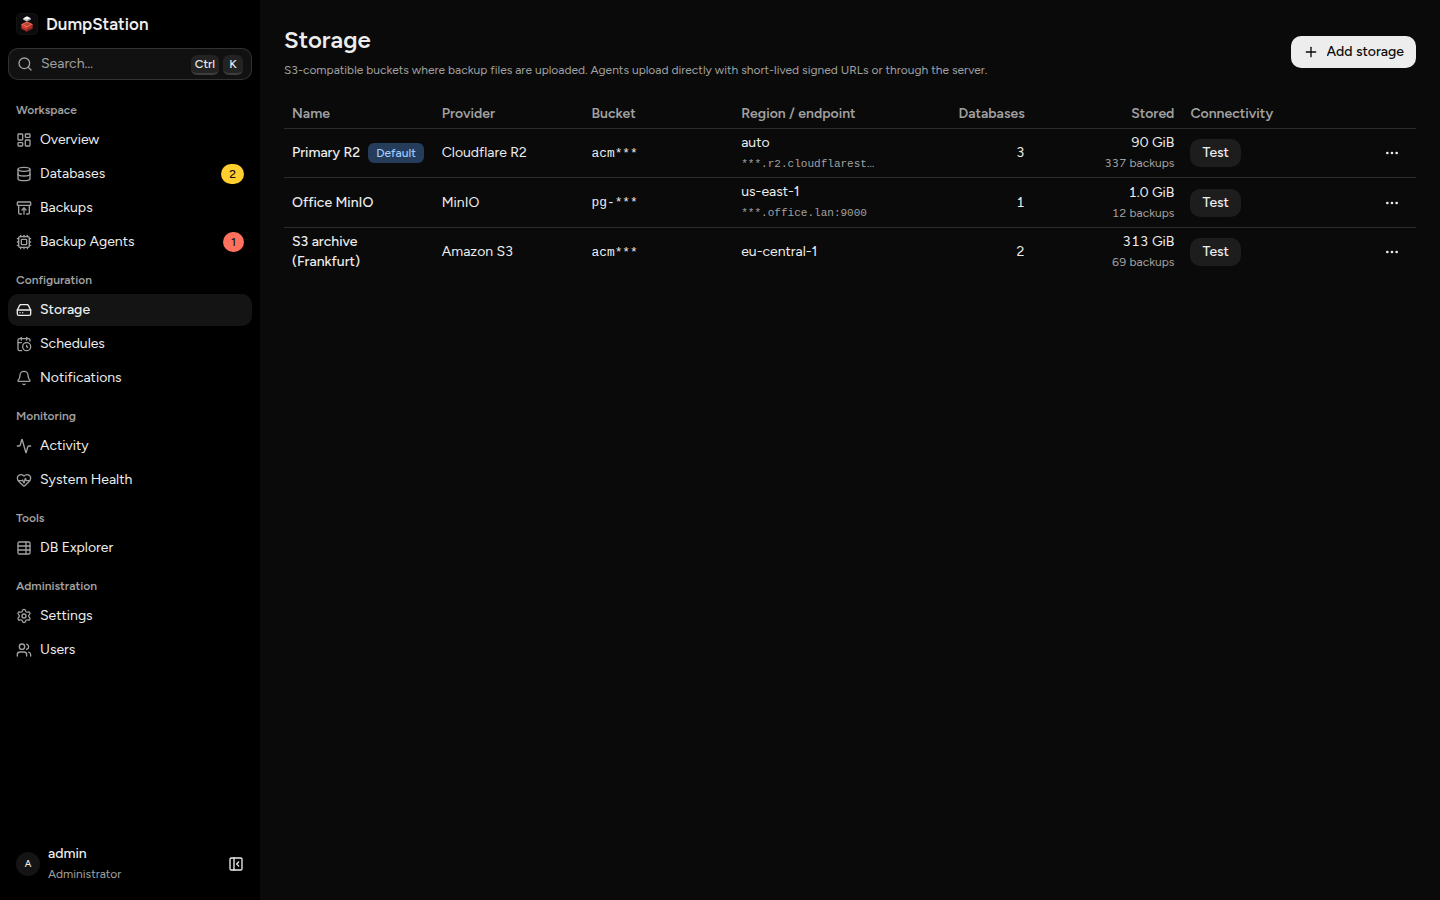 DumpStation
Search...
Ctrl K
Workspace
Overview
Databases 2
Backups
Backup Agents 1
Configuration
Storage
Schedules
Notifications
Monitoring
Activity
System Health
Tools
DB Explorer
Administration
Settings
Users
A admin
Administrator
Storage
S3-compatible buckets where backup files are uploaded. Agents upload directly with short-lived signed URLs or through the server.
Add storage
Name Provider Bucket Region / endpoint Databases Stored Connectivity
Primary R2 Default Cloudflare R2 acm*** auto 3 90 GiB Test
***.r2.cloudflarest… 337 backups
Office MinIO MinIO pg-*** us-east-1 1 1.0 GiB Test
***.office.lan:9000 12 backups
S3 archive (Frankfurt) Amazon S3 acm*** eu-central-1 2 313 GiB Test
69 backups